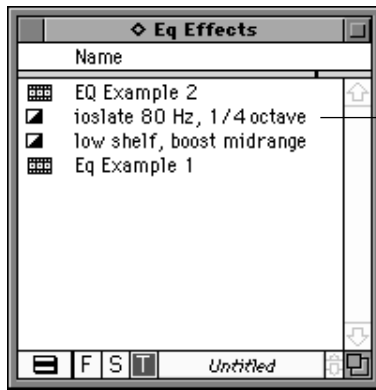 Eq Effects
Name
EQ Example 2
ioslate 80 Hz, 1/4 octave
low shelf, boost midrange
Eq Example 1
F S T Untitled